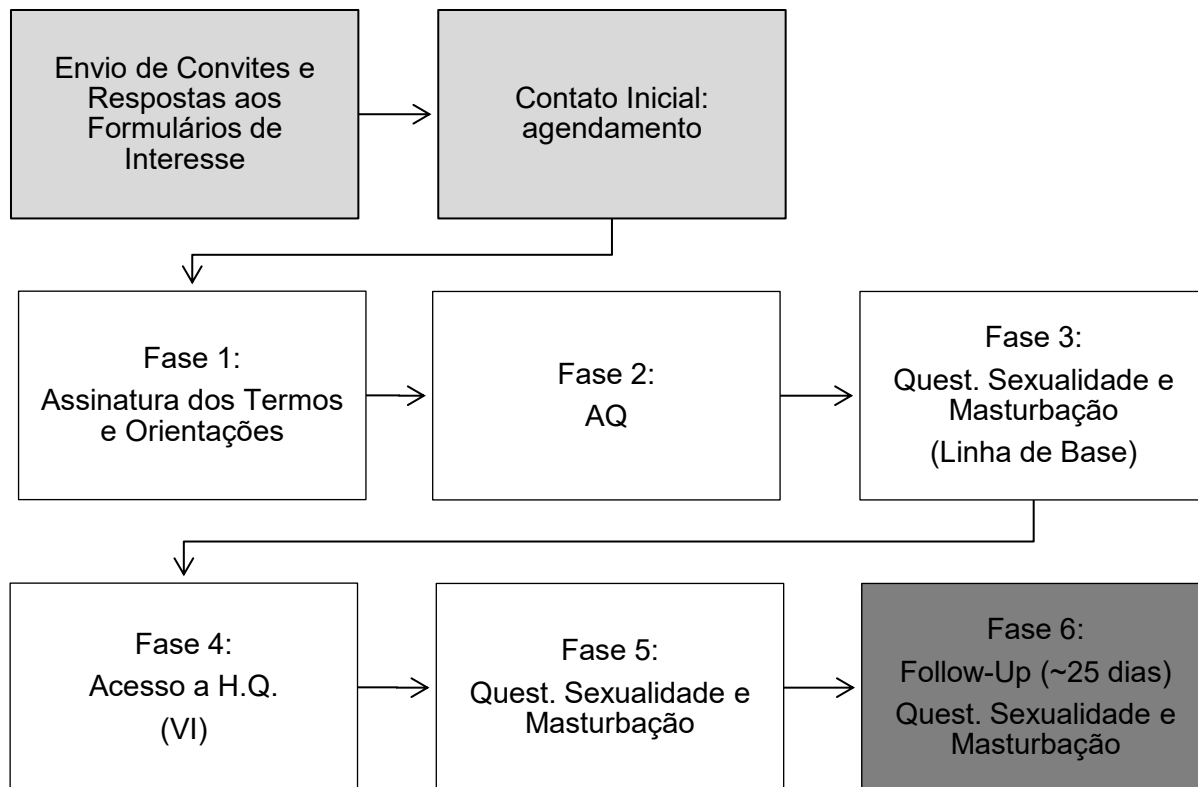 Envio de Convites e
Respostas aos
Formulários de
Interesse
Contato Inicial:
agendamento
Fase 1:
Assinatura dos Termos
e Orientações
Fase 2:
AQ
Fase 3:
Quest. Sexualidade e
Masturbação
(Linha de Base)
Fase 4:
Acesso a H.Q.
(VI)
Fase 5:
Quest. Sexualidade e
Masturbação
Fase 6:
Follow-Up (~25 dias)
Quest. Sexualidade e
Masturbação